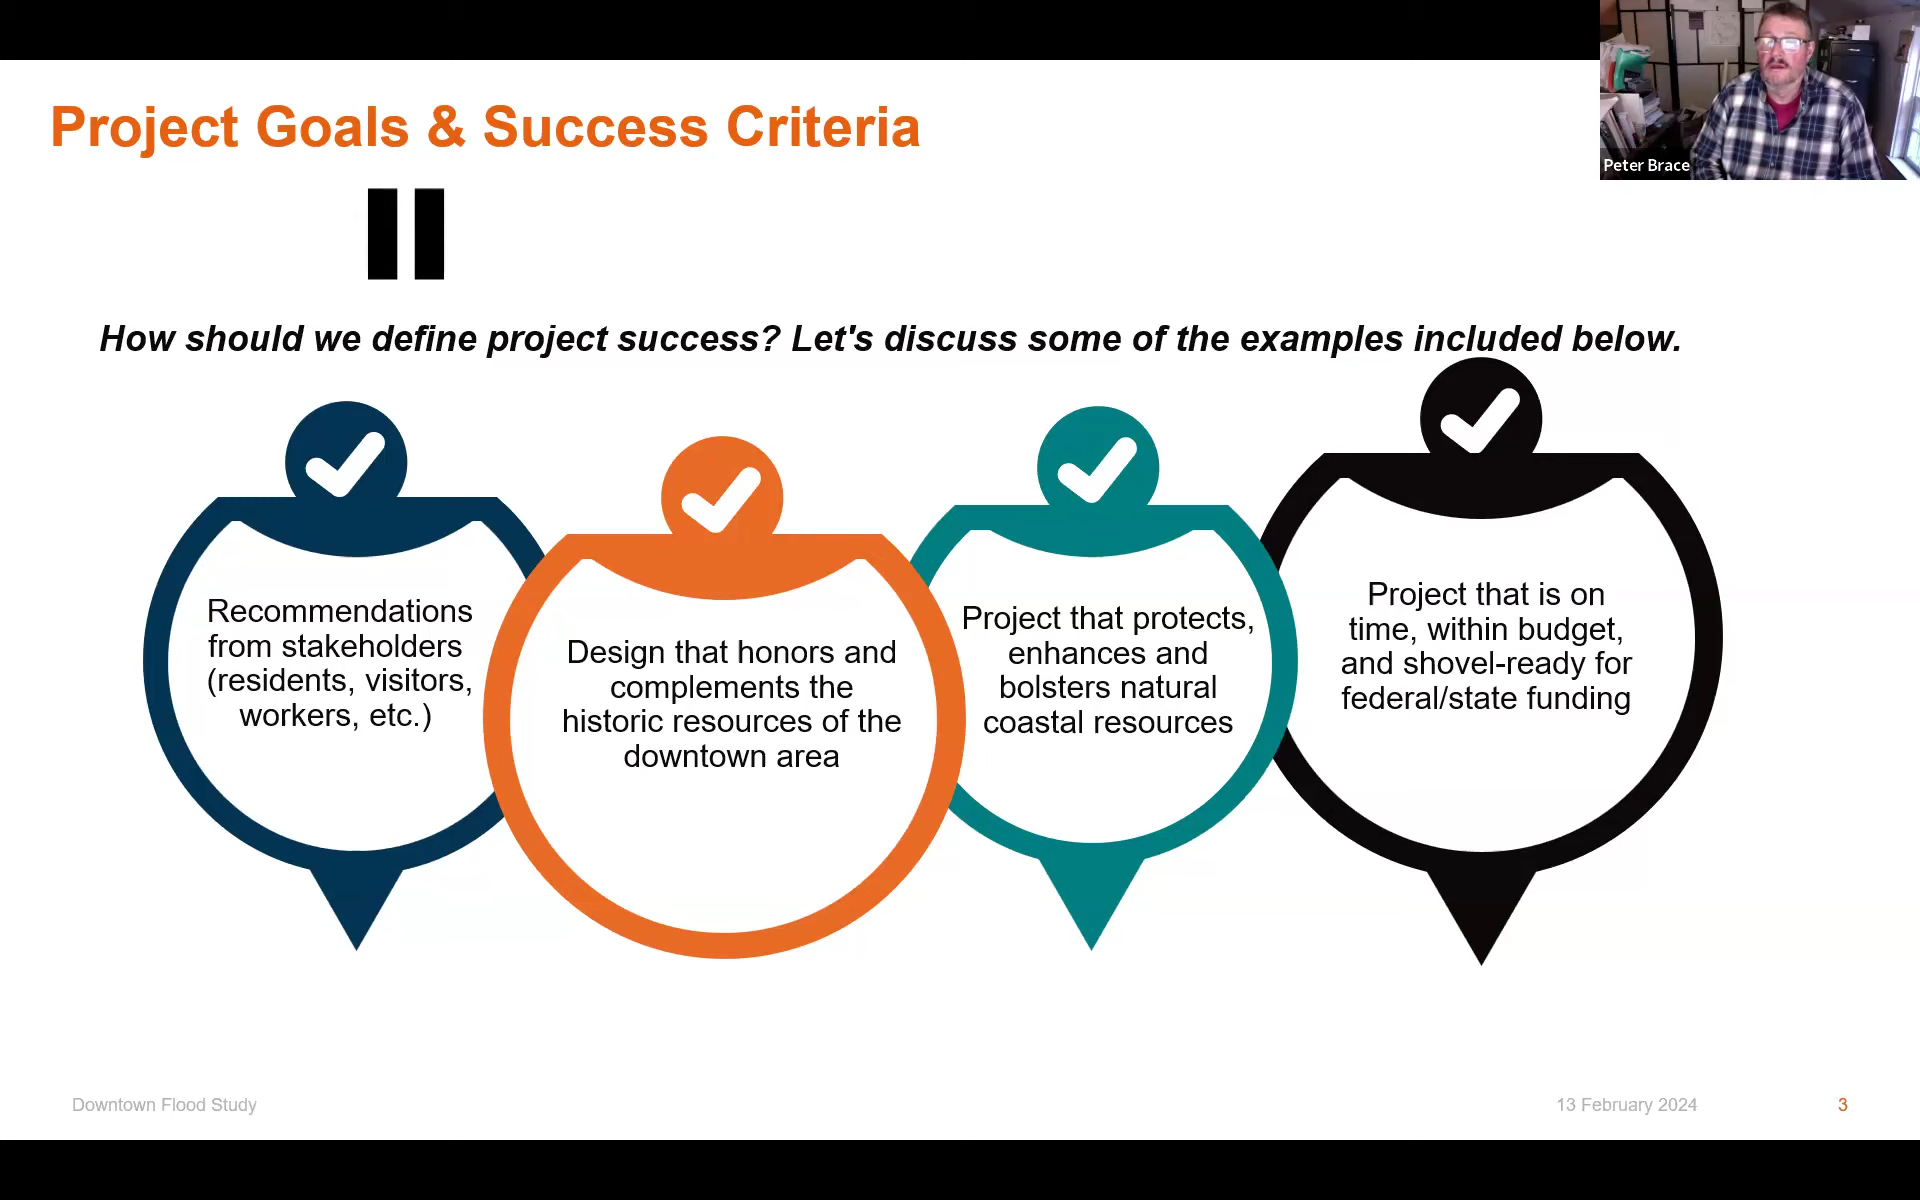 Project Goals & Success Criteria
Peter Brace
How should we define project success? Let's discuss some of the examples included below.
Recommendations
from stakeholders
(residents, visitors,
workers, etc.)
Design that honors and
complements the
historic resources of the
downtown area
Project that protects,
enhances and
bolsters natural
coastal resources
Project that is on
time, within budget,
and shovel-ready for
federal/state funding
Downtown Flood Study
13 February 2024
3